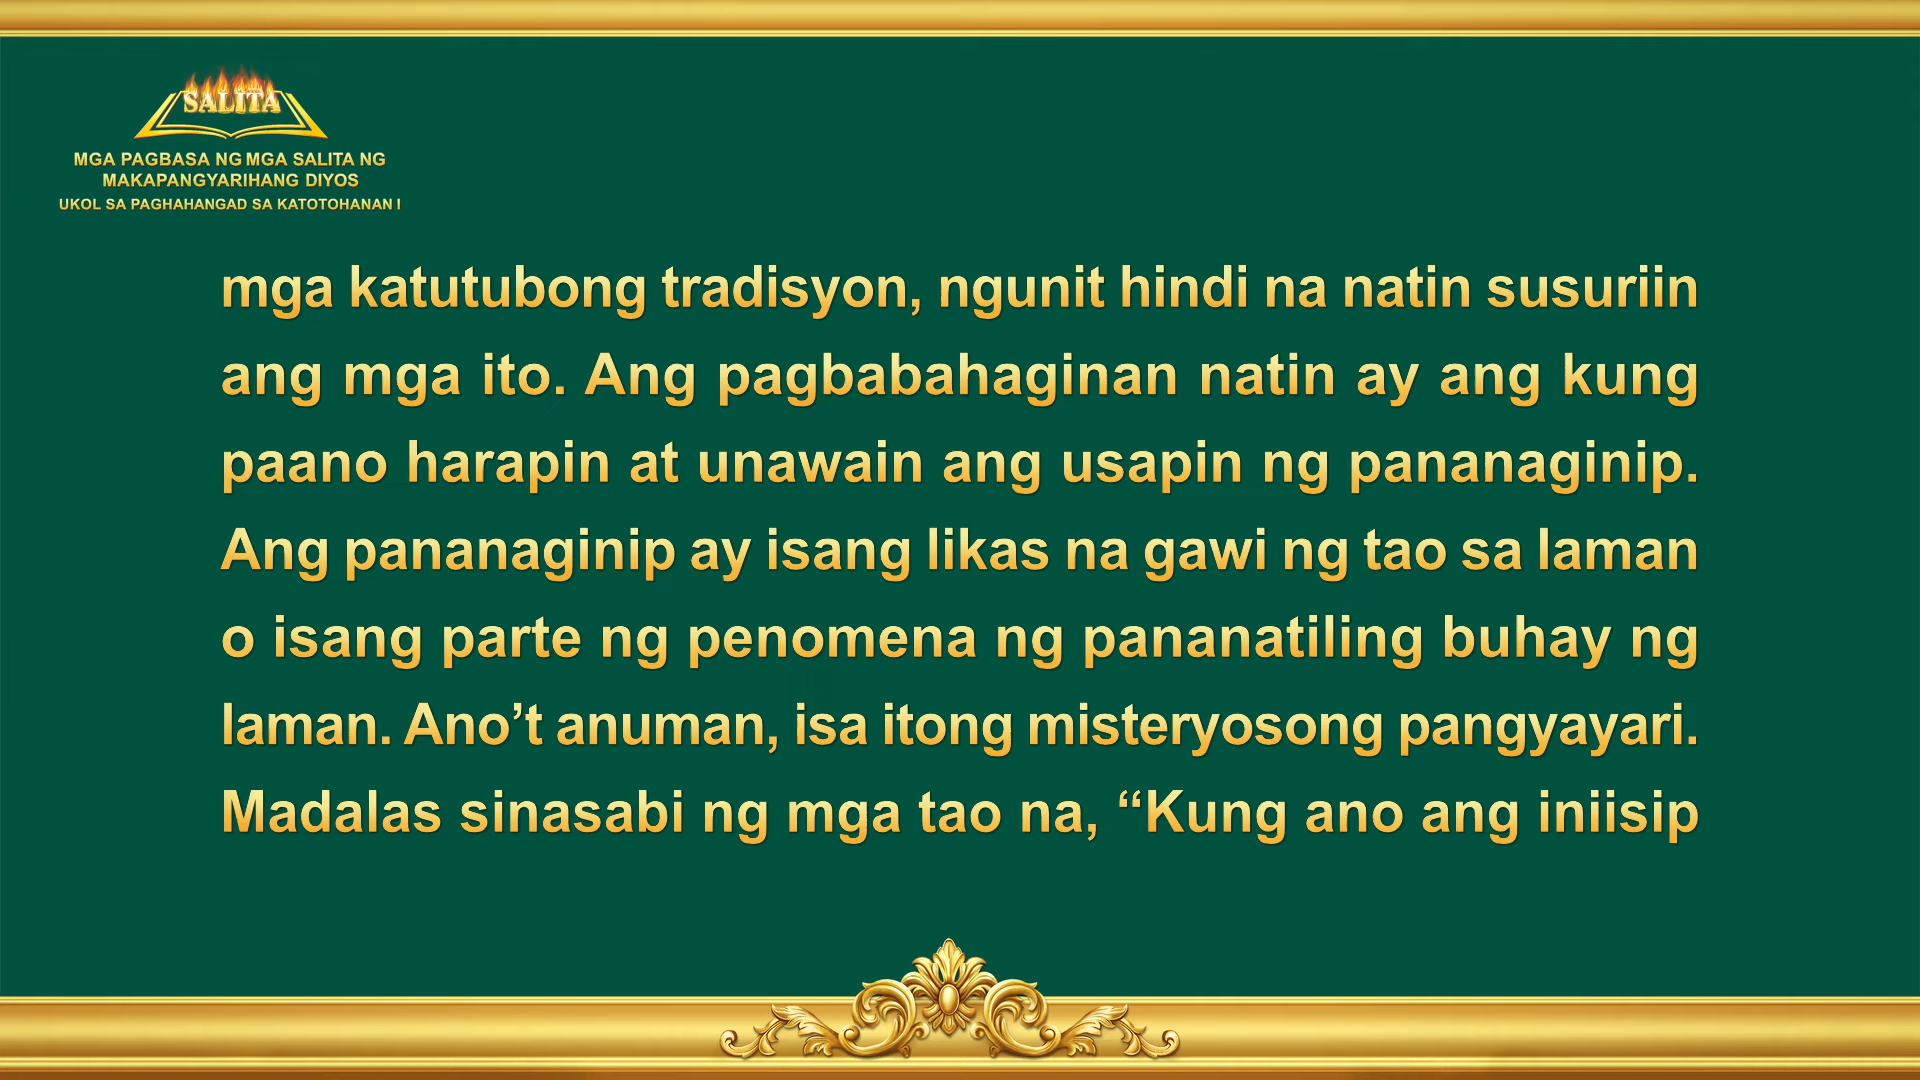 SALITA
MGA PAGBASA NG MGA SALITA NG
MAKAPANGYARIHANG DIYOS
UKOL SA PAGHAHANGAD SA KATOTOHANAN I
mga katutubong tradisyon, ngunit hindi na natin susuriin
ang mga ito. Ang pagbabahaginan natin ay ang kung
paano harapin at unawain ang usapin ng pananaginip.
Ang pananaginip ay isang likas na gawi ng tao sa laman
o isang parte ng penomena ng pananatiling buhay ng
laman. Ano’t anuman, isa itong misteryosong pangyayari.
Madalas sinasabi ng mga tao na, “Kung ano ang iniisip